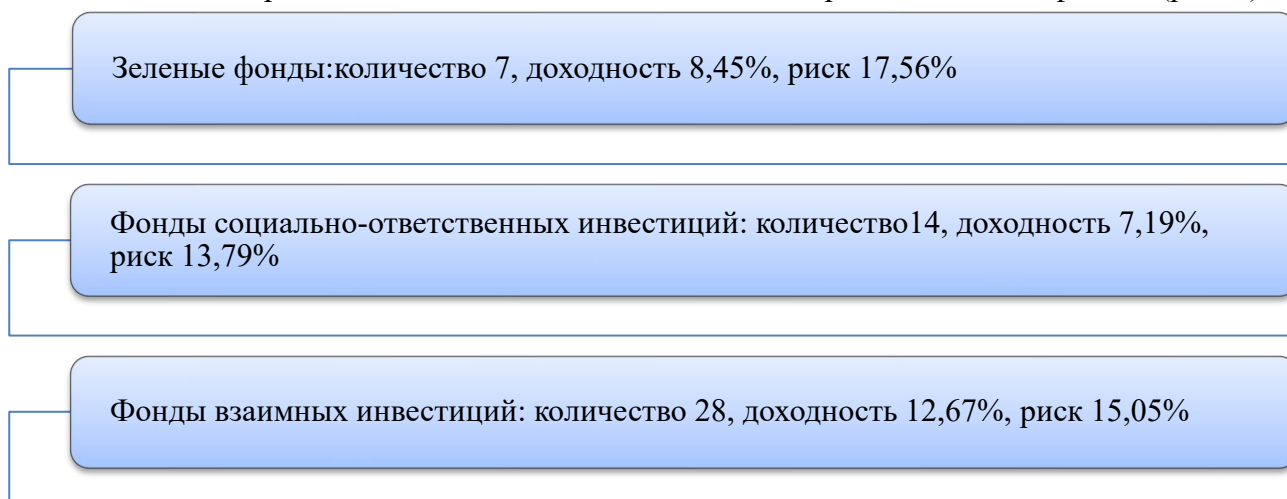 Зеленые фонды:количество 7, доходность 8,45%, риск 17,56%
Фонды социально-ответственных инвестиций: количество14, доходность 7,19%,
риск 13,79%
Фонды взаимных инвестиций: количество 28, доходность 12,67%, риск 15,05%